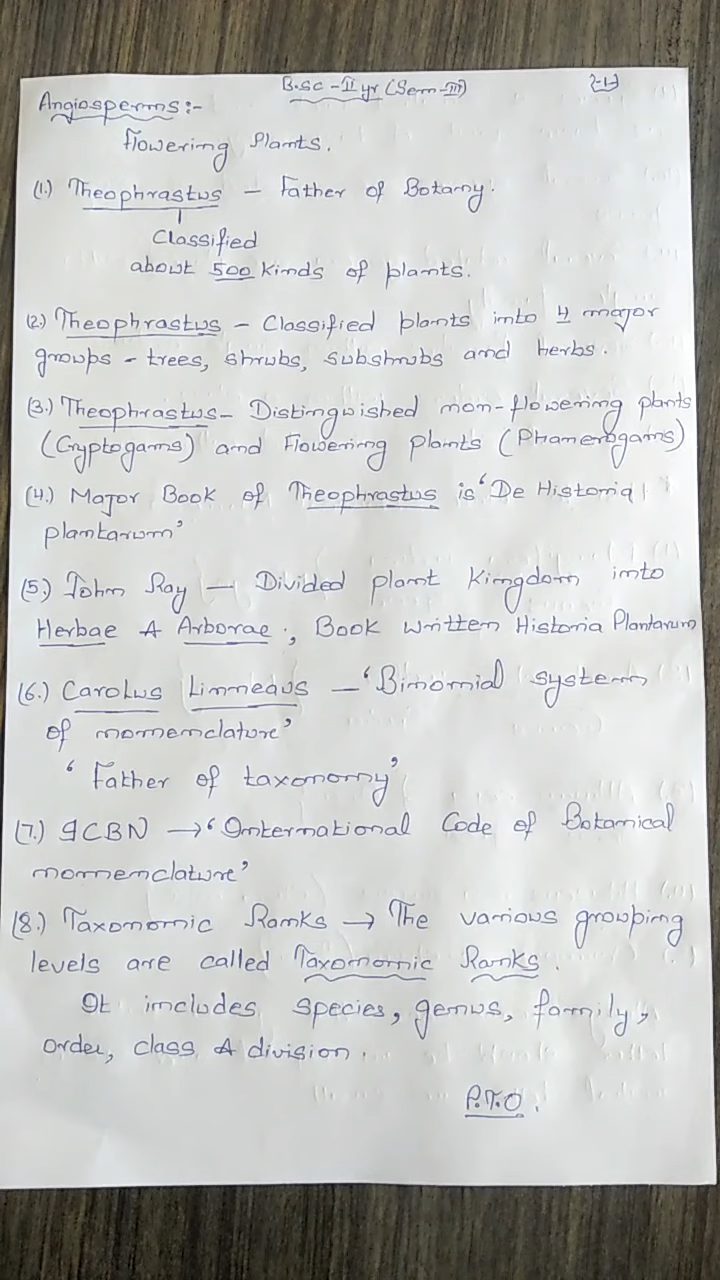 B.Sc - II yr (Sem-III)
Angiosperms:-
Flowering Plants.
(1.) Theophrastus - Father of Botany.
Classified
about 500 kinds of plants.
(2.) Theophrastus - Classified plants into 4 major
groups - trees, shrubs, subshrubs and herbs.
(3.) Theophrastus - Distinguished non-flowering plants
(Cryptogams) and Flowering plants (Phanerogams)
(4.) Major Book of Theophrastus is 'De Historia
plantarum'
(5.) John Ray - Divided plant Kingdom into
Herbae & Arborae ; Book written Historia Plantarum
(6.) Carolus Linneaus - 'Binomial system
of nomenclature'
'Father of taxonomy'
(7.) ICBN → 'International Code of Botanical
nomenclature'
(8.) Taxonomic Ranks → The various grouping
levels are called Taxonomic Ranks.
It includes species, genus, family,
order, class & division.
P.T.O.